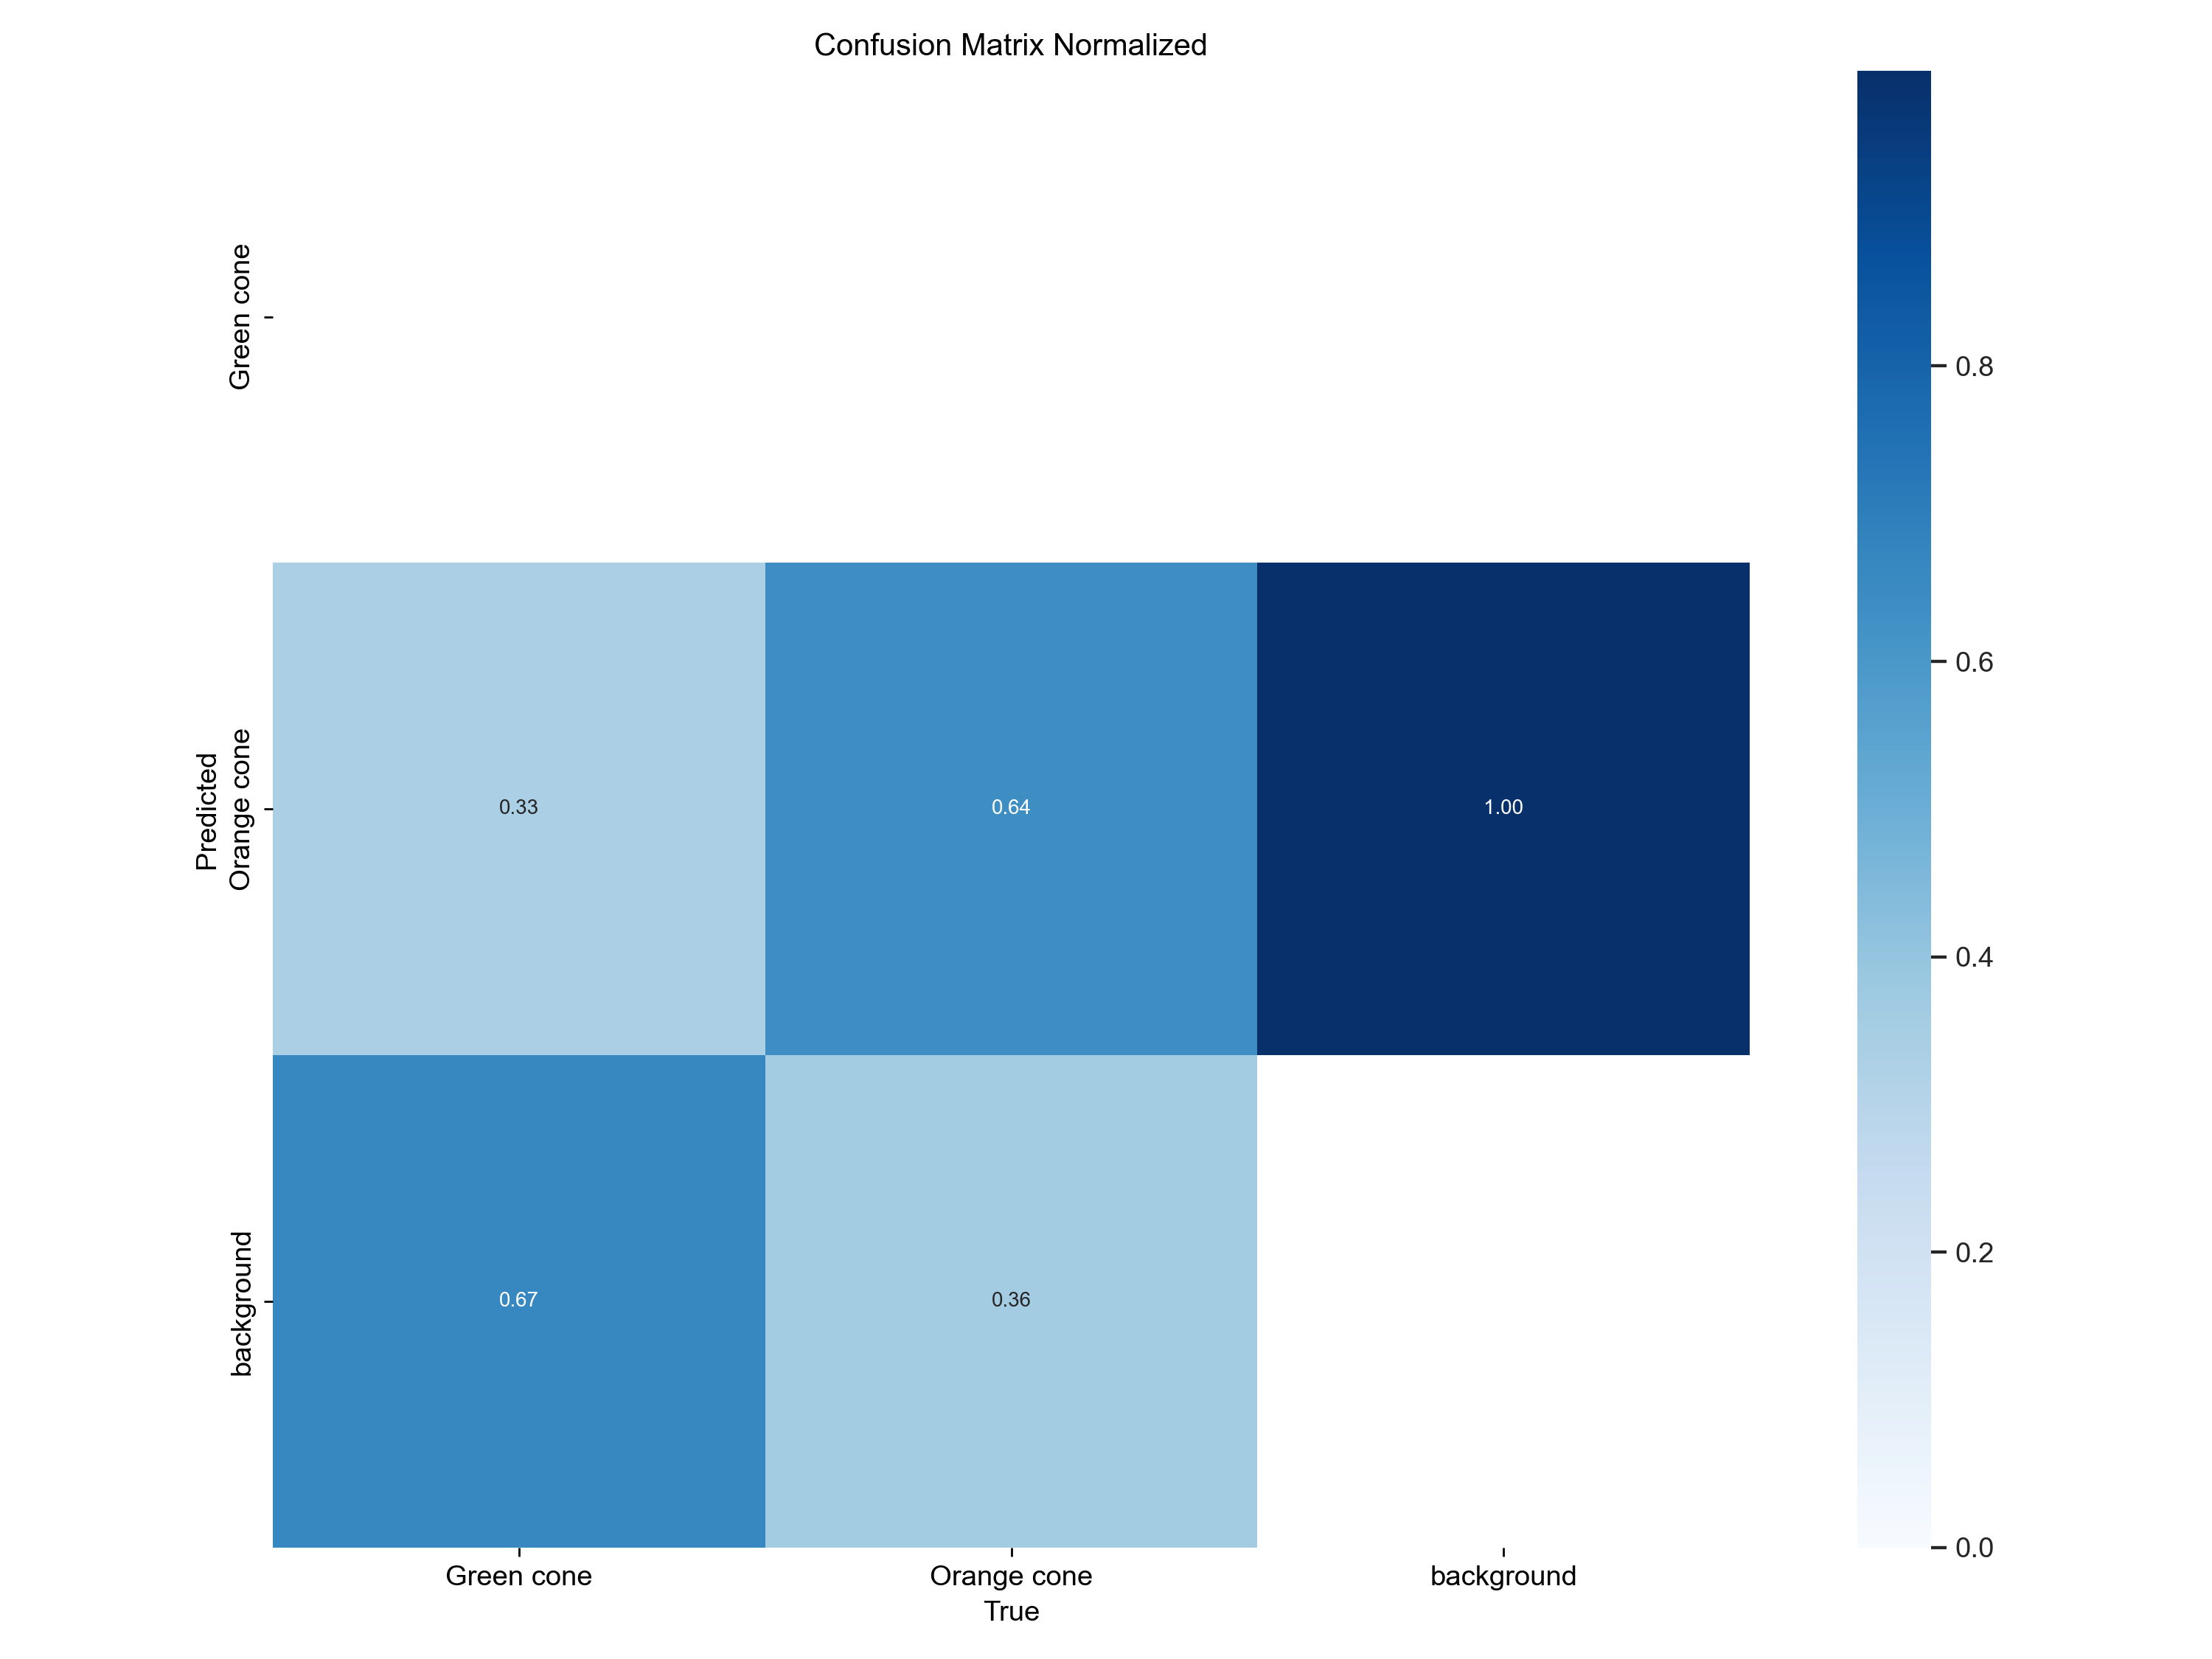 Confusion Matrix Normalized
Green cone
Orange cone
background
Predicted
0.33
0.64
1.00
0.67
0.36
Green cone
Orange cone
background
True
0.8
0.6
0.4
0.2
0.0